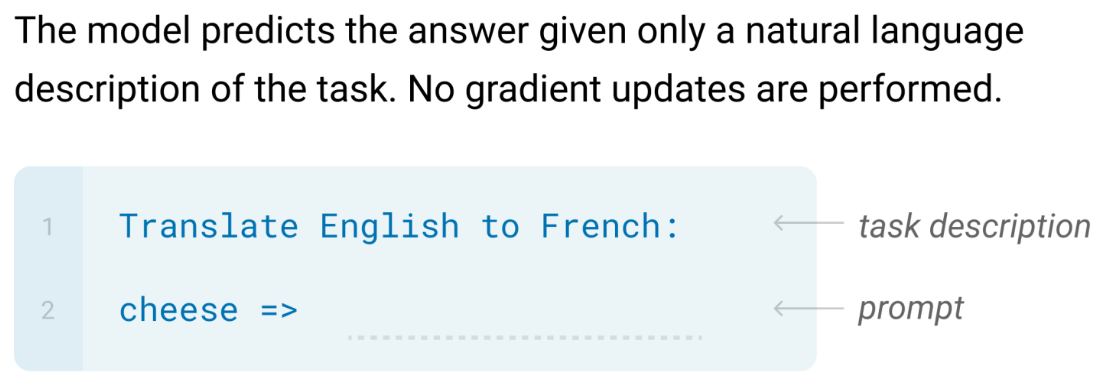 The model predicts the answer given only a natural language
description of the task. No gradient updates are performed.
1 Translate English to French: task description
2 cheese => prompt